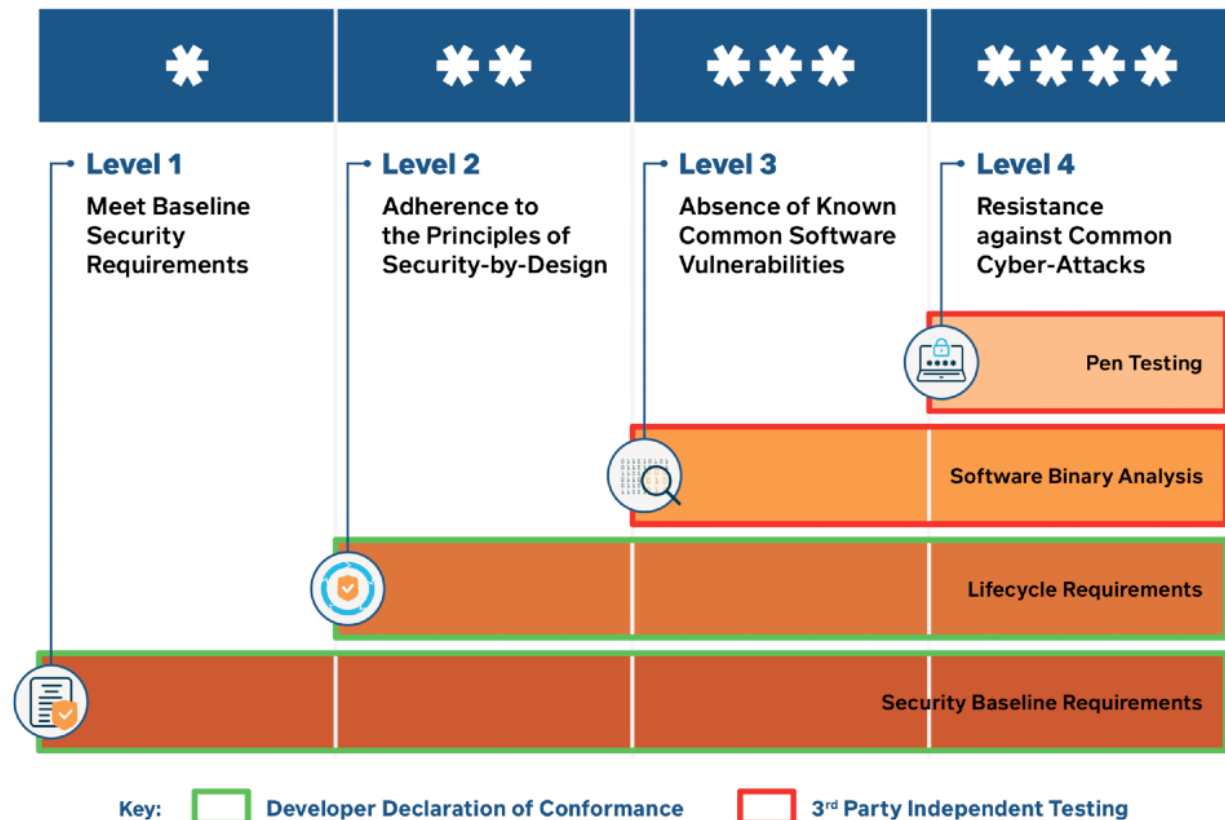 * ** *** ****
Level 1
Meet Baseline
Security
Requirements
Level 2
Adherence to
the Principles of
Security-by-Design
Level 3
Absence of Known
Common Software
Vulnerabilities
Level 4
Resistance
against Common
Cyber-Attacks
Pen Testing
Software Binary Analysis
Lifecycle Requirements
Security Baseline Requirements
Key: Developer Declaration of Conformance 3rd Party Independent Testing